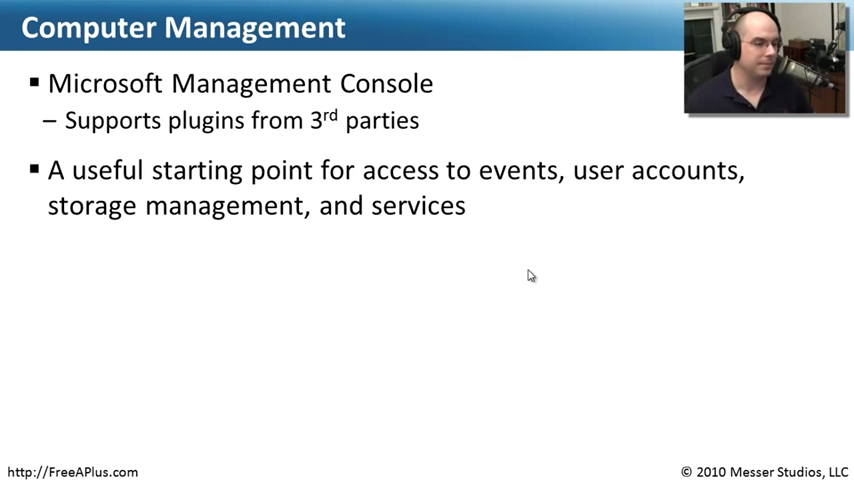 Computer Management
▪ Microsoft Management Console
– Supports plugins from 3rd parties
▪ A useful starting point for access to events, user accounts,
storage management, and services
http://FreeAPlus.com
© 2010 Messer Studios, LLC